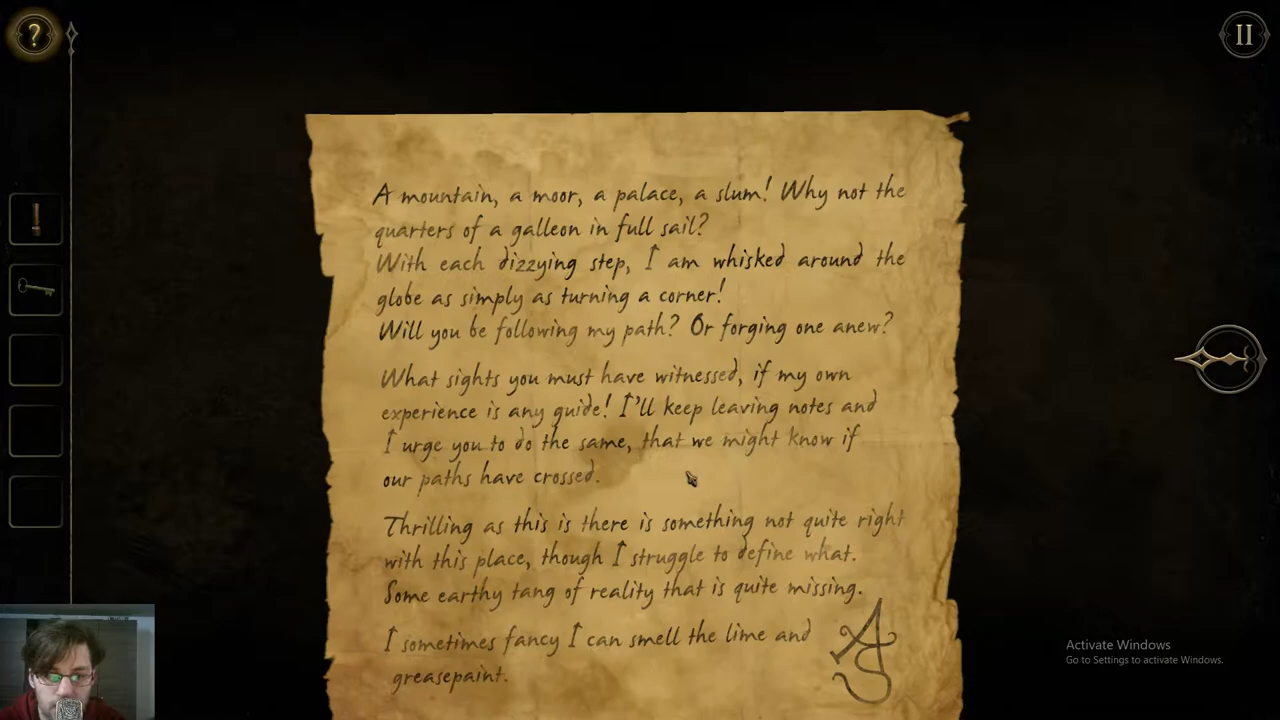 ?
II
A mountain, a moor, a palace, a slum! Why not the
quarters of a galleon in full sail?
With each dizzying step, I am whisked around the
globe as simply as turning a corner!
Will you be following my path? Or forging one anew?
What sights you must have witnessed, if my own
experience is any guide! I'll keep leaving notes and
I urge you to do the same, that we might know if
our paths have crossed.
Thrilling as this is there is something not quite right
with this place, though I struggle to define what.
Some earthy tang of reality that is quite missing.
I sometimes fancy I can smell the lime and
greasepaint.
AS
Activate Windows
Go to Settings to activate Windows.